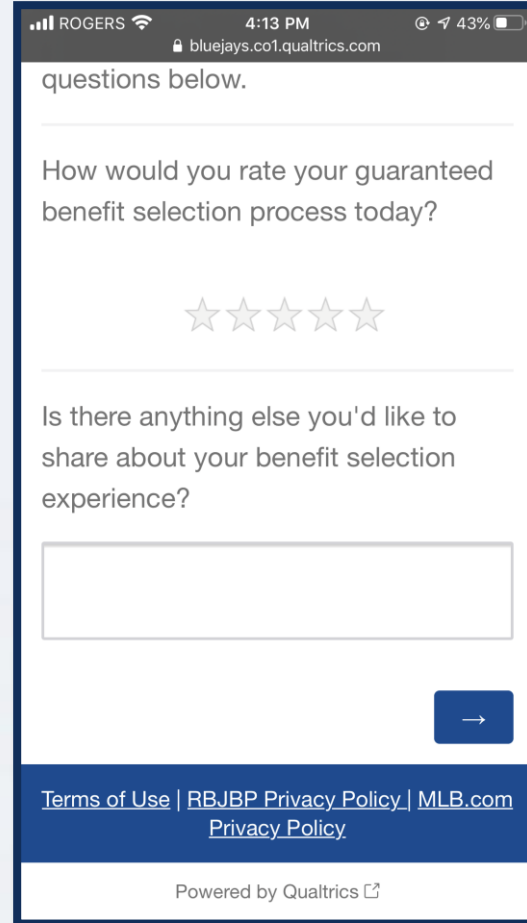 ROGERS 4:13 PM 43%
bluejays.co1.qualtrics.com
questions below.
How would you rate your guaranteed
benefit selection process today?
Is there anything else you'd like to
share about your benefit selection
experience?
→
Terms of Use | RBJBP Privacy Policy | MLB.com
Privacy Policy
Powered by Qualtrics